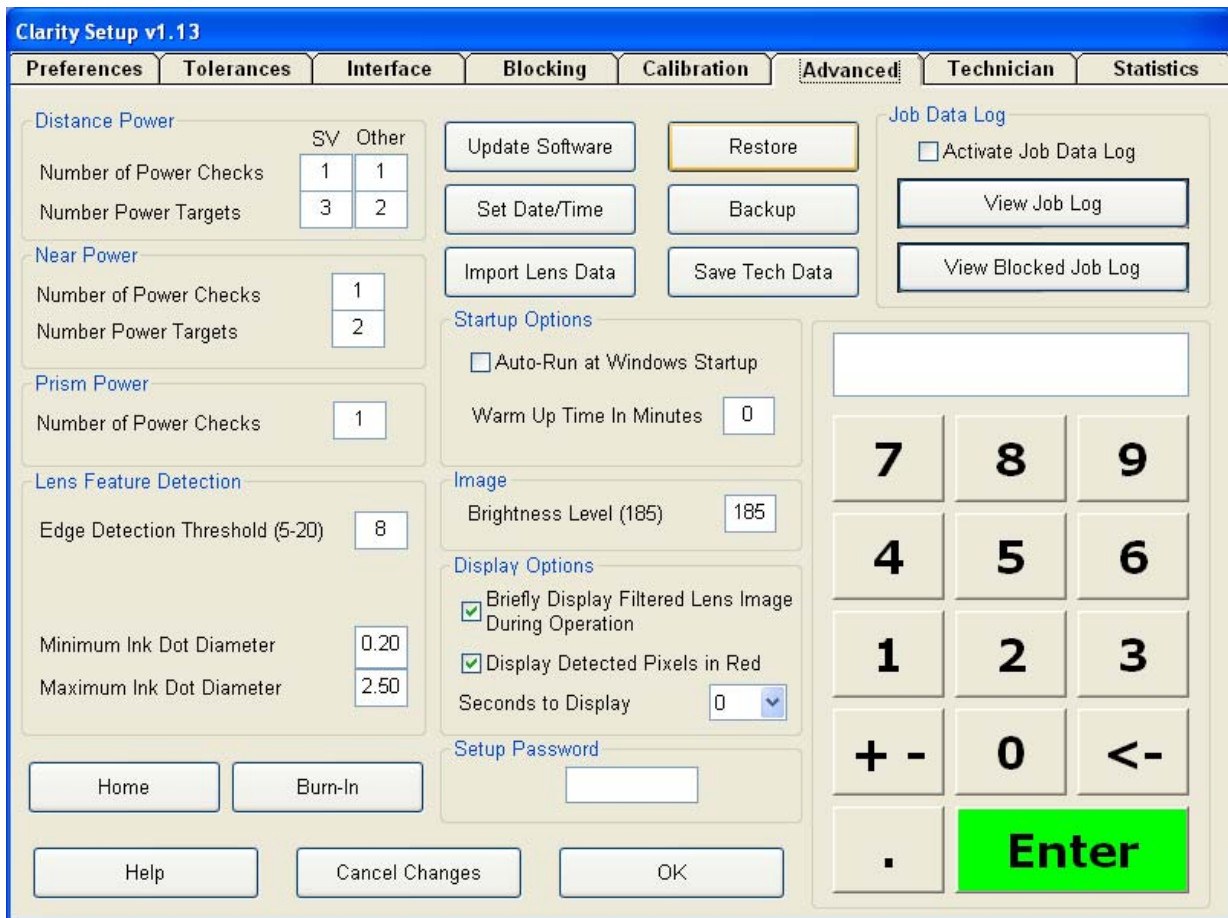 Clarity Setup v1.13
Preferences Tolerances Interface Blocking Calibration Advanced Technician Statistics
Distance Power
SV Other
Number of Power Checks 1 1
Number Power Targets 3 2
Near Power
Number of Power Checks 1
Number Power Targets 2
Prism Power
Number of Power Checks 1
Lens Feature Detection
Edge Detection Threshold (5-20) 8
Minimum Ink Dot Diameter 0.20
Maximum Ink Dot Diameter 2.50
Home Burn-In
Help Cancel Changes OK
Update Software Restore
Set Date/Time Backup
Import Lens Data Save Tech Data
Startup Options
Auto-Run at Windows Startup
Warm Up Time In Minutes 0
Image
Brightness Level (185) 185
Display Options
Briefly Display Filtered Lens Image
During Operation
Display Detected Pixels in Red
Seconds to Display 0
Setup Password
Job Data Log
Activate Job Data Log
View Job Log
View Blocked Job Log
7 8 9
4 5 6
1 2 3
+ - 0 <-
. Enter